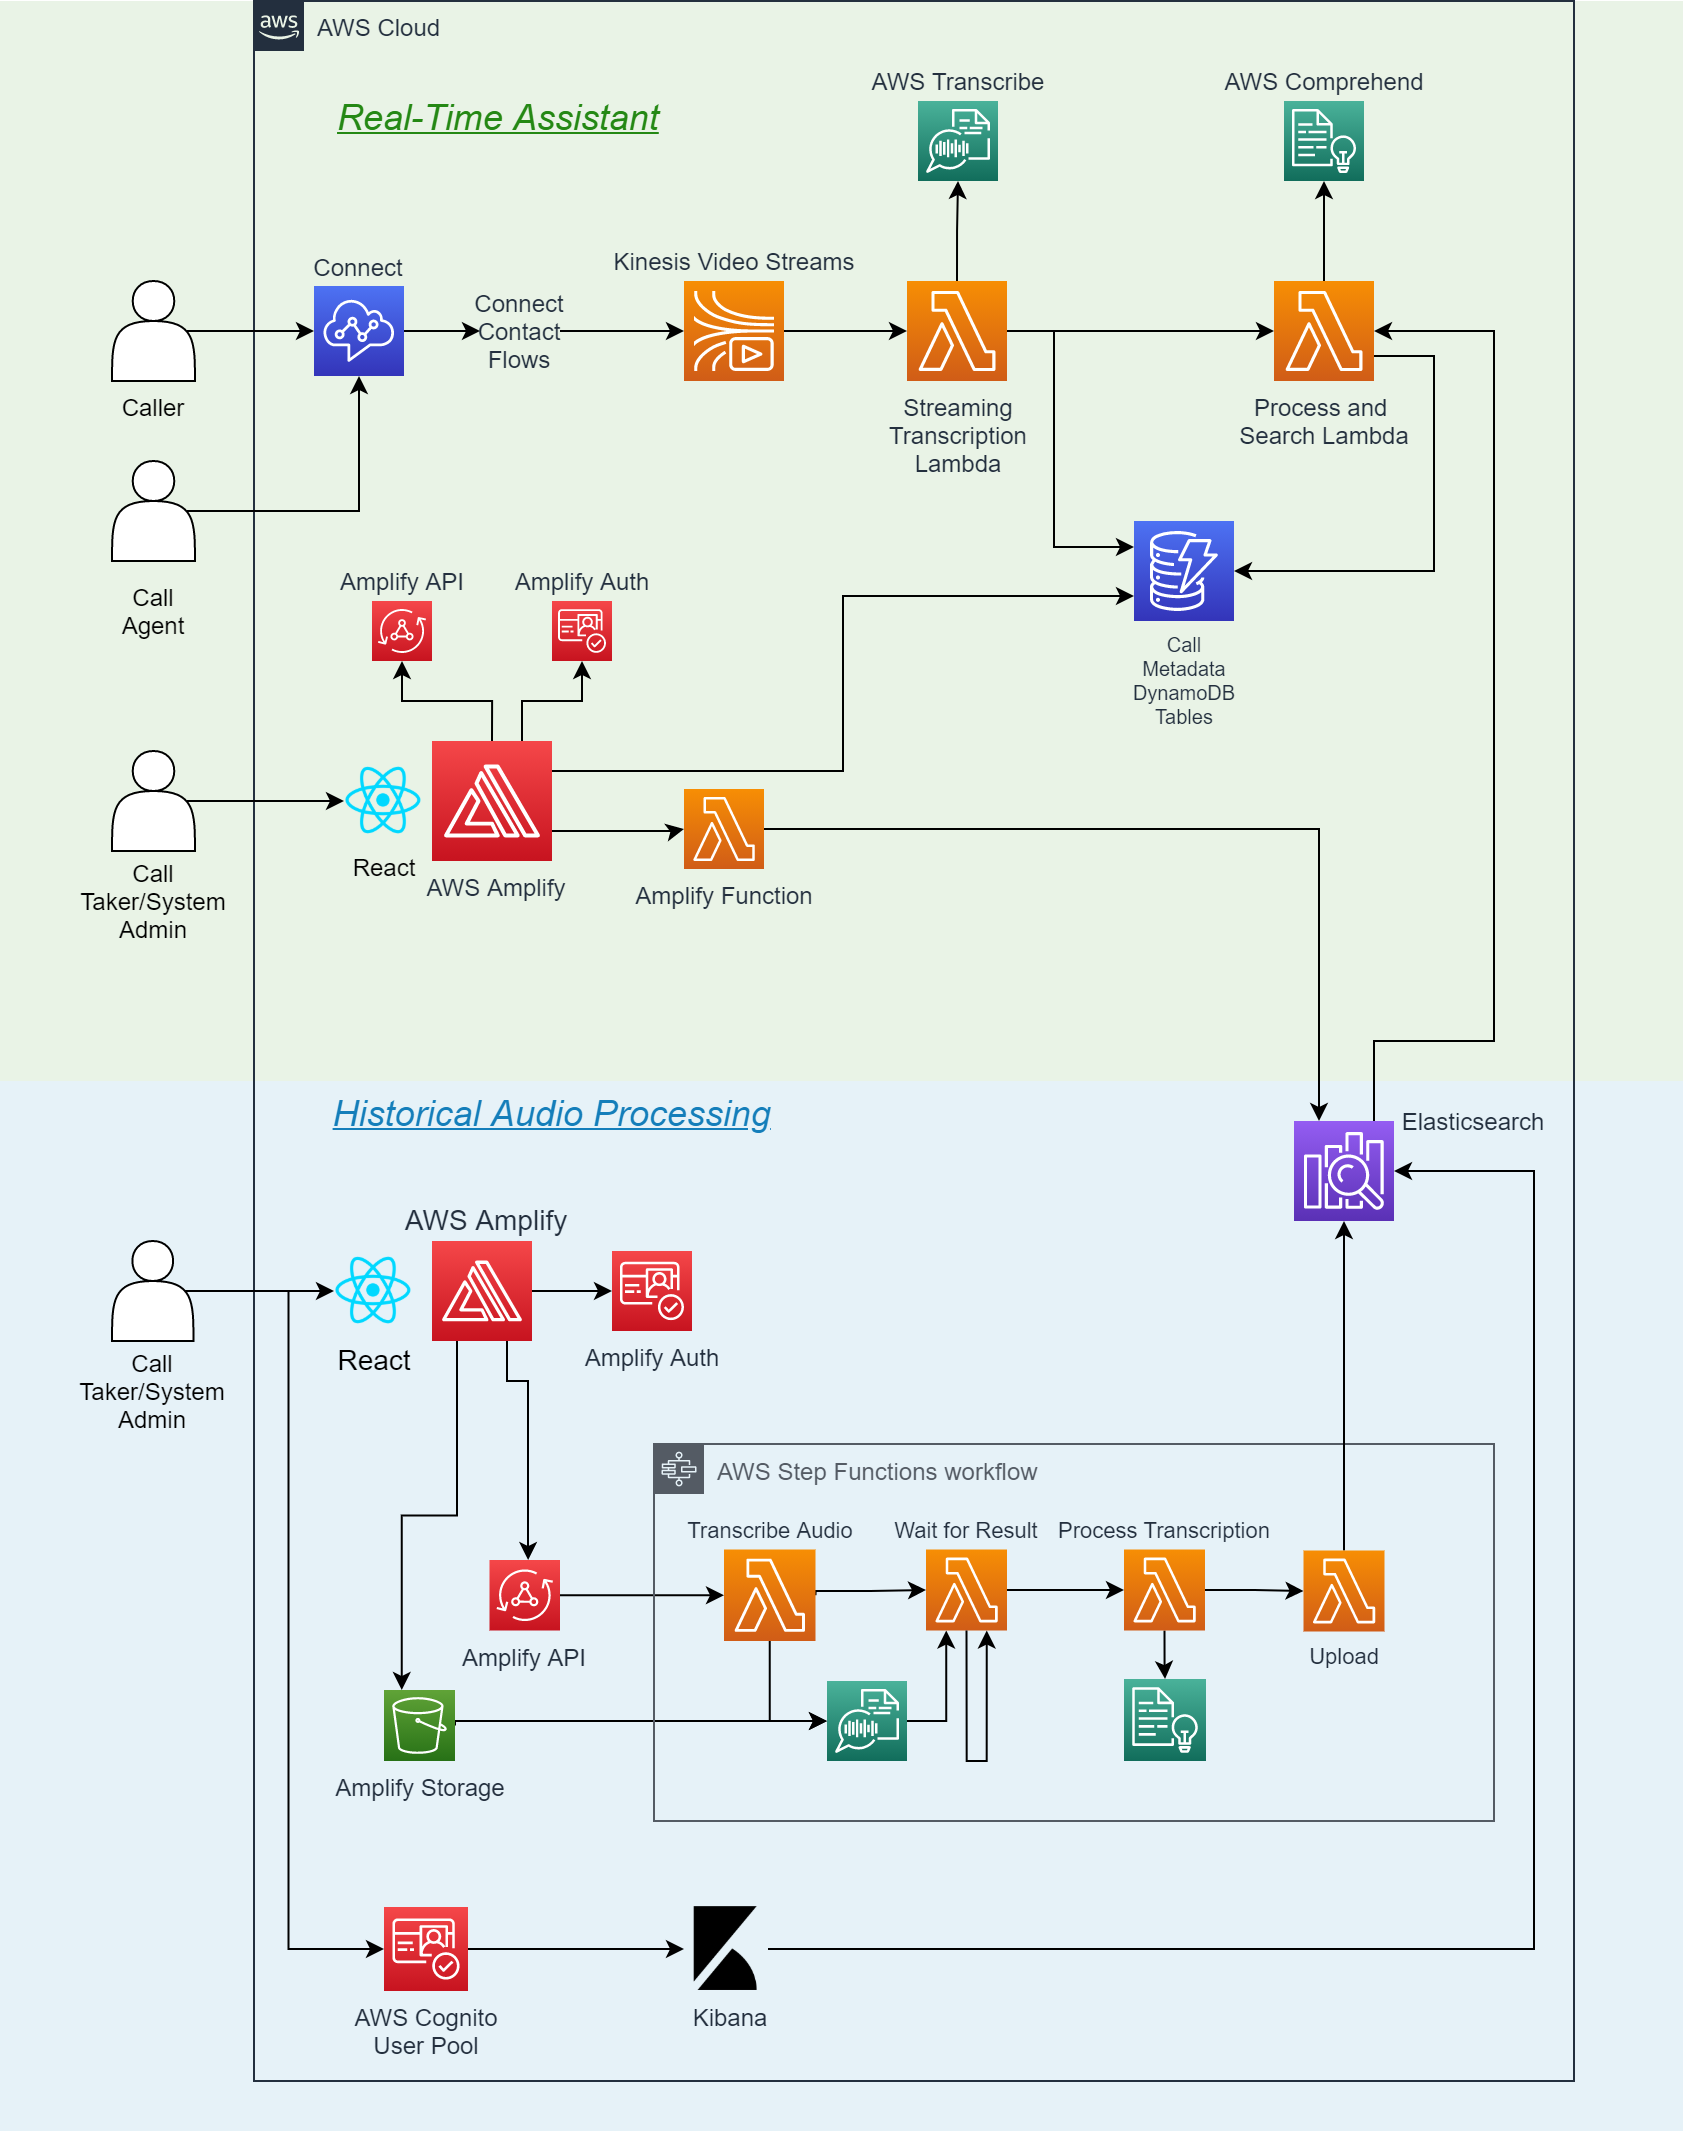 aws
AWS Cloud
AWS Transcribe
AWS Comprehend
Real-Time Assistant
Connect
Kinesis Video Streams
Connect
Contact
Flows
Caller
Streaming
Transcription
Lambda
Process and
Search Lambda
Call
Agent
Amplify API
Amplify Auth
Call
Metadata
DynamoDB
Tables
React
AWS Amplify
Amplify Function
Call
Taker/System
Admin
Historical Audio Processing
Elasticsearch
AWS Amplify
React
Amplify Auth
Call
Taker/System
Admin
AWS Step Functions workflow
Transcribe Audio
Wait for Result
Process Transcription
Amplify API
Upload
Amplify Storage
AWS Cognito
User Pool
Kibana